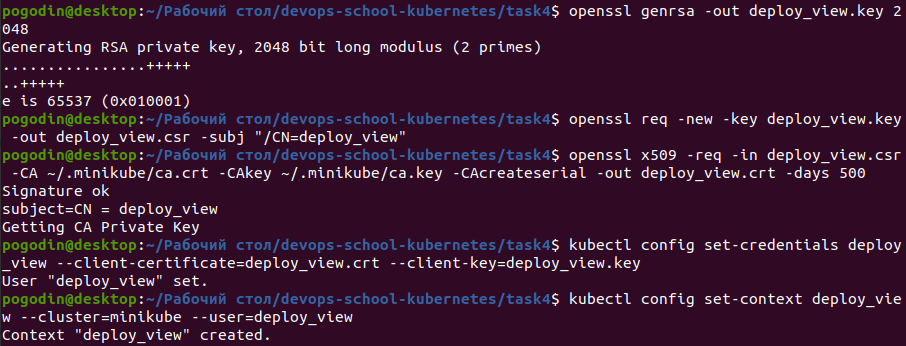 pogodin@desktop:~/Рабочий стол/devops-school-kubernetes/task4$ openssl genrsa -out deploy_view.key 2
048
Generating RSA private key, 2048 bit long modulus (2 primes)
................+++++
..+++++
e is 65537 (0x010001)
pogodin@desktop:~/Рабочий стол/devops-school-kubernetes/task4$ openssl req -new -key deploy_view.key
 -out deploy_view.csr -subj "/CN=deploy_view"
pogodin@desktop:~/Рабочий стол/devops-school-kubernetes/task4$ openssl x509 -req -in deploy_view.csr
 -CA ~/.minikube/ca.crt -CAkey ~/.minikube/ca.key -CAcreateserial -out deploy_view.crt -days 500
Signature ok
subject=CN = deploy_view
Getting CA Private Key
pogodin@desktop:~/Рабочий стол/devops-school-kubernetes/task4$ kubectl config set-credentials deploy
_view --client-certificate=deploy_view.crt --client-key=deploy_view.key
User "deploy_view" set.
pogodin@desktop:~/Рабочий стол/devops-school-kubernetes/task4$ kubectl config set-context deploy_vie
w --cluster=minikube --user=deploy_view
Context "deploy_view" created.